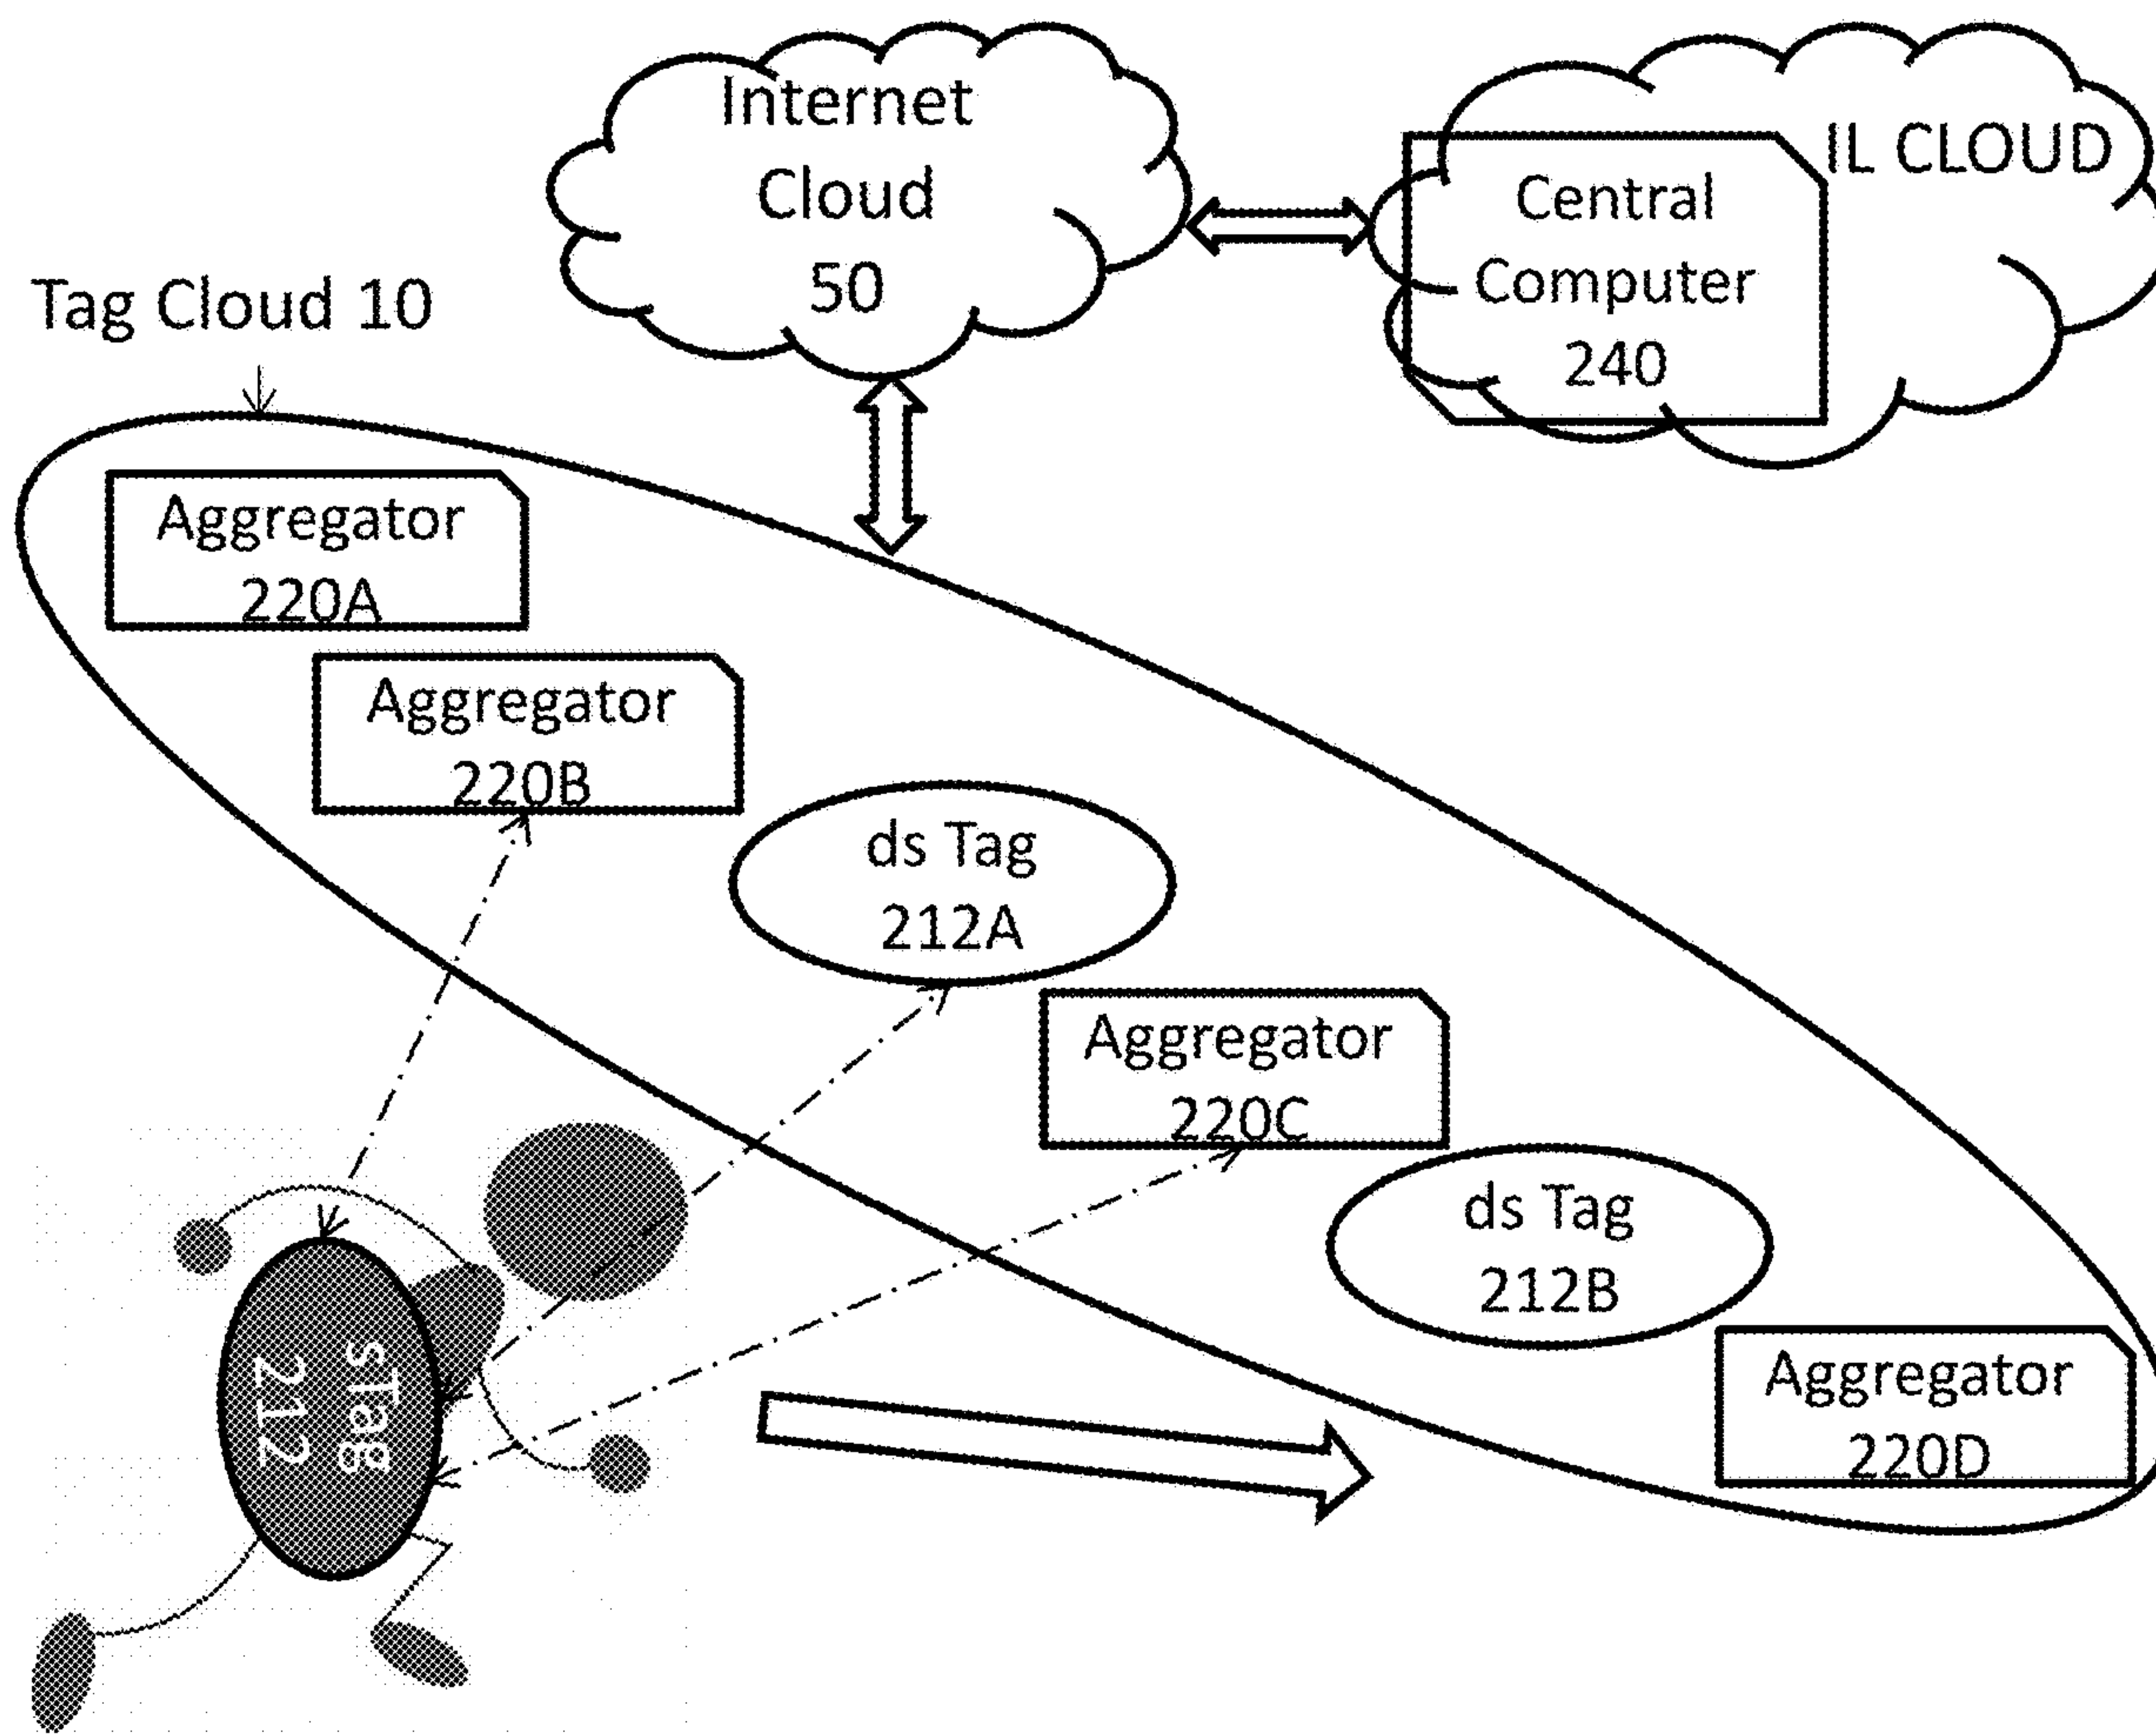 Internet
Cloud
50
IL CLOUD
Central
Computer
240
Tag Cloud 10
Aggregator
220A
Aggregator
220B
ds Tag
212A
Aggregator
220C
ds Tag
212B
Aggregator
220D
sTag
212